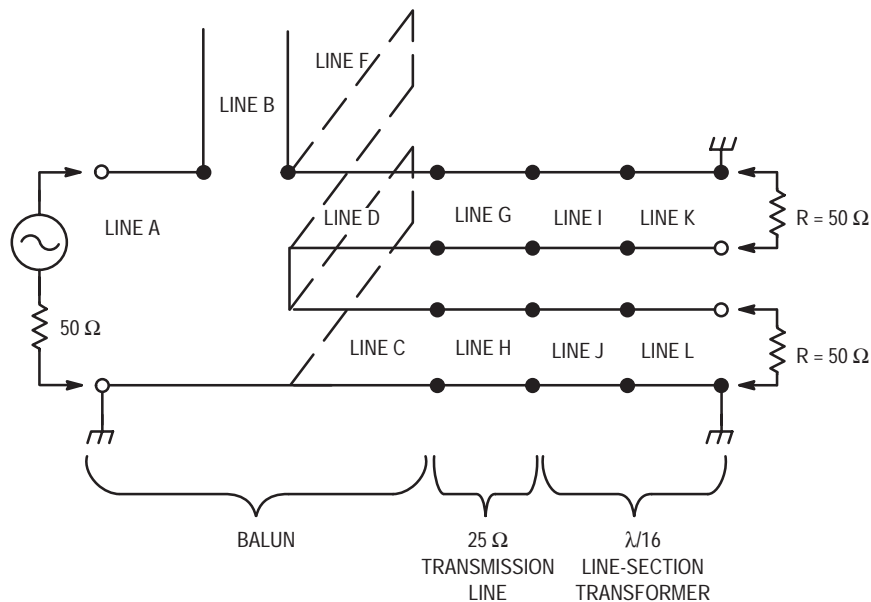 LINE F
LINE B
LINE A
LINE D
LINE G
LINE I
LINE K
R = 50 Ω
50 Ω
LINE C
LINE H
LINE J
LINE L
R = 50 Ω
BALUN
25 Ω
TRANSMISSION
LINE
λ/16
LINE-SECTION
TRANSFORMER